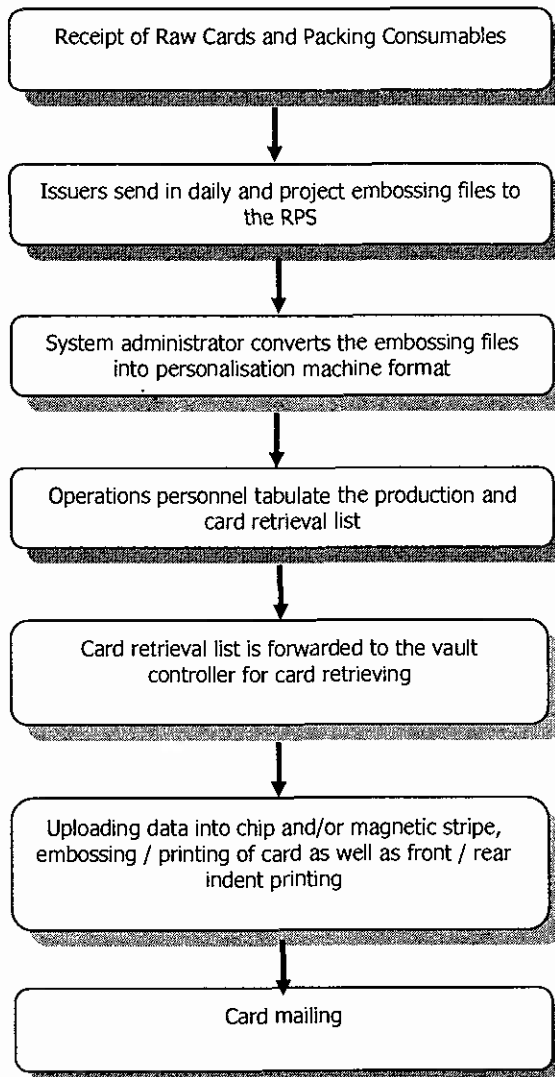 Receipt of Raw Cards and Packing Consumables
Issuers send in daily and project embossing files to
the RPS
System administrator converts the embossing files
into personalisation machine format
Operations personnel tabulate the production and
card retrieval list
Card retrieval list is forwarded to the vault
controller for card retrieving
Uploading data into chip and/or magnetic stripe,
embossing / printing of card as well as front / rear
indent printing
Card mailing